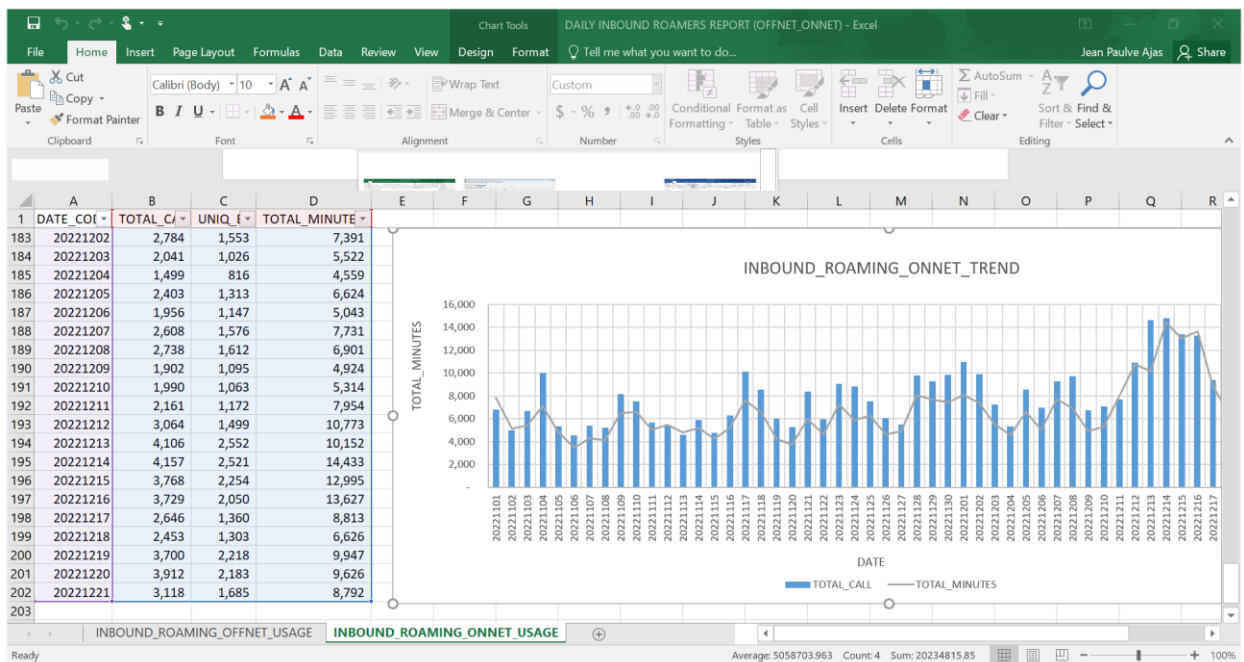 Chart Tools
DAILY INBOUND ROAMERS REPORT (OFFNET_ONNET) - Excel
File Home Insert Page Layout Formulas Data Review View Design Format Tell me what you want to do... Jean Paulve Ajas Share
Paste
Cut
Copy
Format Painter
Clipboard
Calibri (Body) 10 A A
B I U A
Font
Wrap Text
Merge & Center
Alignment
Custom
$ % , .0 .00 .00 .0
Number
Conditional Formatting
Format as Table
Cell Styles
Styles
Insert Delete Format
Cells
AutoSum
Fill
Clear
Sort & Filter
Find & Select
Editing
A B C D E F G H I J K L M N O P Q R
1 DATE_COI TOTAL_CA UNIQ_ TOTAL_MINUTE
183 20221202 2,784 1,553 7,391
184 20221203 2,041 1,026 5,522
185 20221204 1,499 816 4,559
186 20221205 2,403 1,313 6,624
187 20221206 1,956 1,147 5,043
188 20221207 2,608 1,576 7,731
189 20221208 2,738 1,612 6,901
190 20221209 1,902 1,095 4,924
191 20221210 1,990 1,063 5,314
192 20221211 2,161 1,172 7,954
193 20221212 3,064 1,499 10,773
194 20221213 4,106 2,552 10,152
195 20221214 4,157 2,521 14,433
196 20221215 3,768 2,254 12,995
197 20221216 3,729 2,050 13,627
198 20221217 2,646 1,360 8,813
199 20221218 2,453 1,303 6,626
200 20221219 3,700 2,218 9,947
201 20221220 3,912 2,183 9,626
202 20221221 3,118 1,685 8,792
203
INBOUND_ROAMING_ONNET_TREND
TOTAL_MINUTES
16,000
14,000
12,000
10,000
8,000
6,000
4,000
2,000
-
20221101 20221102 20221103 20221104 20221105 20221106 20221107 20221108 20221109 20221110 20221111 20221112 20221113 20221114 20221115 20221116 20221117 20221118 20221119 20221120 20221121 20221122 20221123 20221124 20221125 20221126 20221127 20221128 20221129 20221130 20221201 20221202 20221203 20221204 20221205 20221206 20221207 20221208 20221209 20221210 20221211 20221212 20221213 20221214 20221215 20221216 20221217
DATE
TOTAL_CALL TOTAL_MINUTES
INBOUND_ROAMING_OFFNET_USAGE INBOUND_ROAMING_ONNET_USAGE
Ready Average: 5058703.963 Count: 4 Sum: 20234815.85 100%